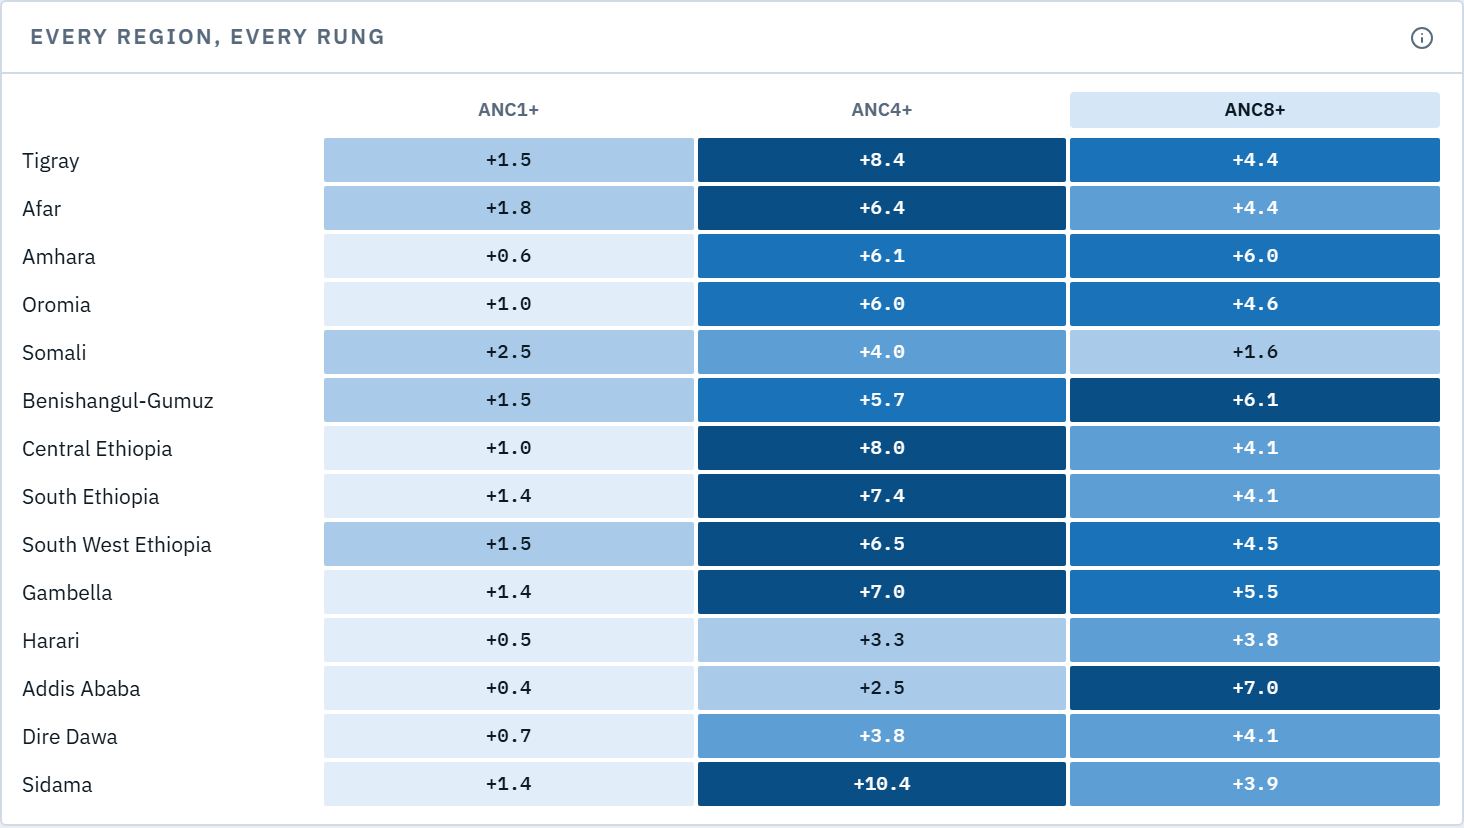 EVERY REGION, EVERY RUNG
ANC1+ ANC4+ ANC8+
Tigray +1.5 +8.4 +4.4
Afar +1.8 +6.4 +4.4
Amhara +0.6 +6.1 +6.0
Oromia +1.0 +6.0 +4.6
Somali +2.5 +4.0 +1.6
Benishangul-Gumuz +1.5 +5.7 +6.1
Central Ethiopia +1.0 +8.0 +4.1
South Ethiopia +1.4 +7.4 +4.1
South West Ethiopia +1.5 +6.5 +4.5
Gambella +1.4 +7.0 +5.5
Harari +0.5 +3.3 +3.8
Addis Ababa +0.4 +2.5 +7.0
Dire Dawa +0.7 +3.8 +4.1
Sidama +1.4 +10.4 +3.9